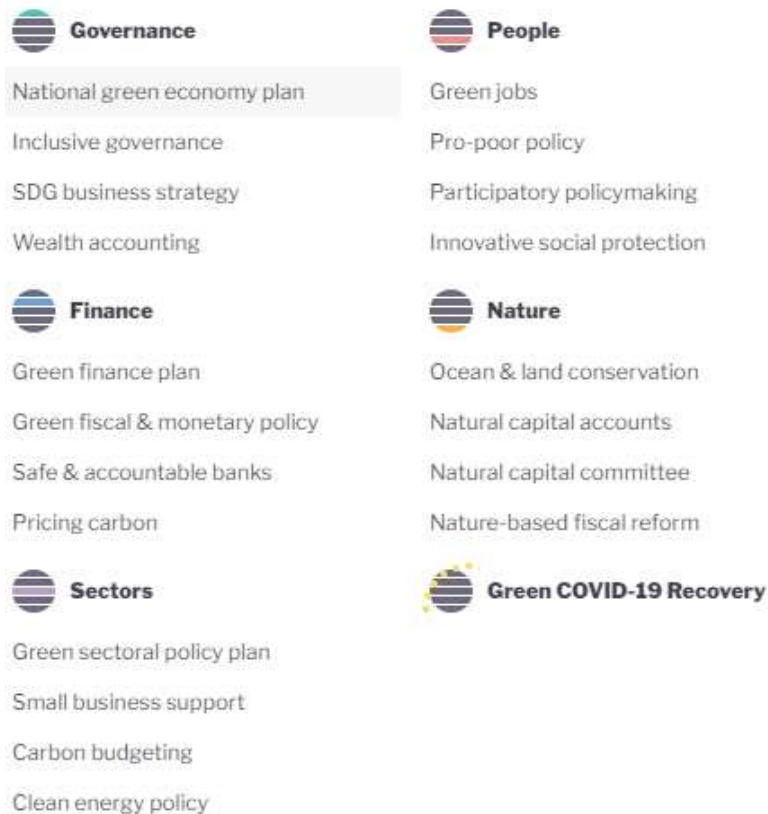 Governance
National green economy plan
Inclusive governance
SDG business strategy
Wealth accounting
Finance
Green finance plan
Green fiscal & monetary policy
Safe & accountable banks
Pricing carbon
Sectors
Green sectoral policy plan
Small business support
Carbon budgeting
Clean energy policy
People
Green jobs
Pro-poor policy
Participatory policymaking
Innovative social protection
Nature
Ocean & land conservation
Natural capital accounts
Natural capital committee
Nature-based fiscal reform
Green COVID-19 Recovery